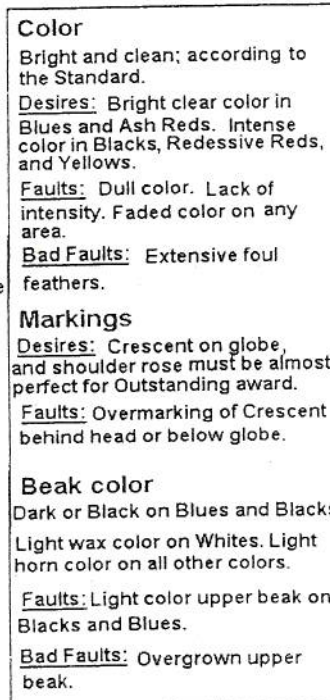 Color
Bright and clean; according to
the Standard.
Desires: Bright clear color in
Blues and Ash Reds. Intense
color in Blacks, Redessive Reds,
and Yellows.
Faults: Dull color. Lack of
intensity. Faded color on any
area.
Bad Faults: Extensive foul
feathers.
e
Markings
Desires: Crescent on globe,
and shoulder rose must be almost
perfect for Outstanding award.
Faults: Overmarking of Crescent
behind head or below globe.
Beak color
Dark or Black on Blues and Blacks
Light wax color on Whites. Light
horn color on all other colors.
Faults: Light color upper beak on
Blacks and Blues.
Bad Faults: Overgrown upper
beak.